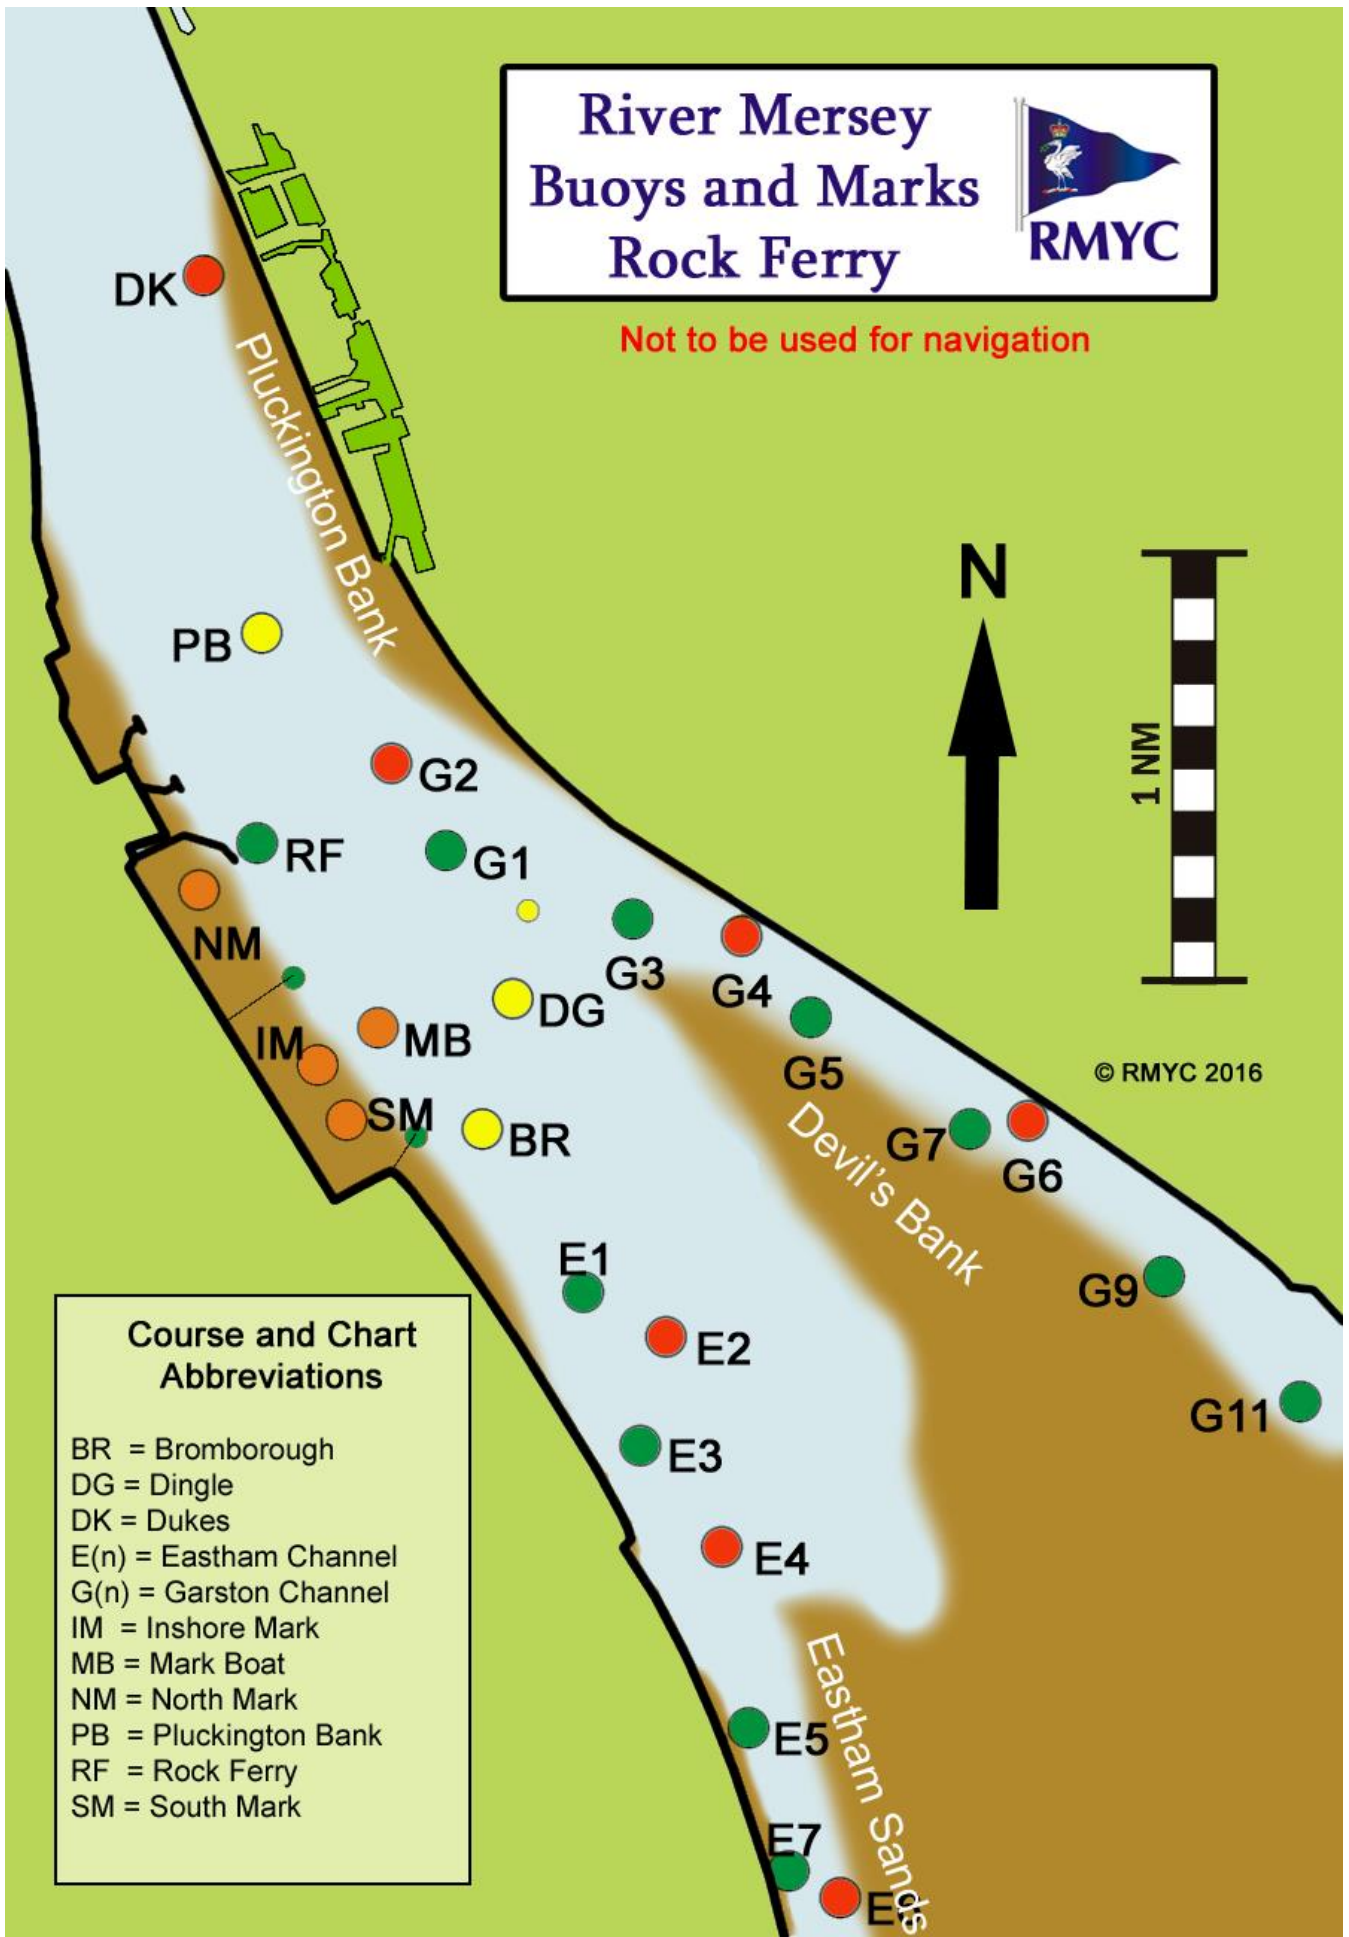 River Mersey
Buoys and Marks
Rock Ferry
RMYC
Not to be used for navigation
DK
Pluckington Bank
N
PB
1 NM
G2
RF
G1
NM
G3
G4
DG
MB
IM
G5
© RMYC 2016
SM
BR
G7
G6
Devil's Bank
E1
G9
E2
G11
E3
E4
Eastham Sands
E5
E7
Course and Chart
Abbreviations
BR = Bromborough
DG = Dingle
DK = Dukes
E(n) = Eastham Channel
G(n) = Garston Channel
IM = Inshore Mark
MB = Mark Boat
NM = North Mark
PB = Pluckington Bank
RF = Rock Ferry
SM = South Mark